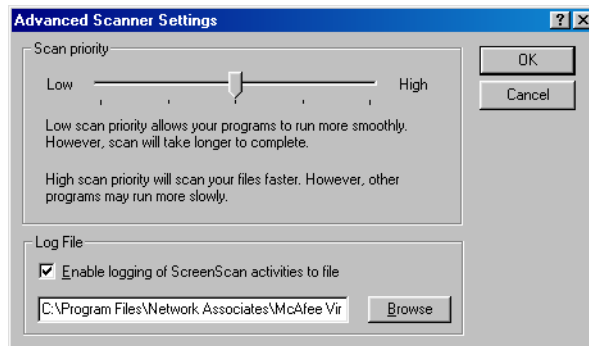 Advanced Scanner Settings
Scan priority
Low
High
Low scan priority allows your programs to run more smoothly.
However, scan will take longer to complete.
High scan priority will scan your files faster. However, other
programs may run more slowly.
OK
Cancel
Log File
Enable logging of ScreenScan activities to file
C:\Program Files\Network Associates\McAfee Vir
Browse